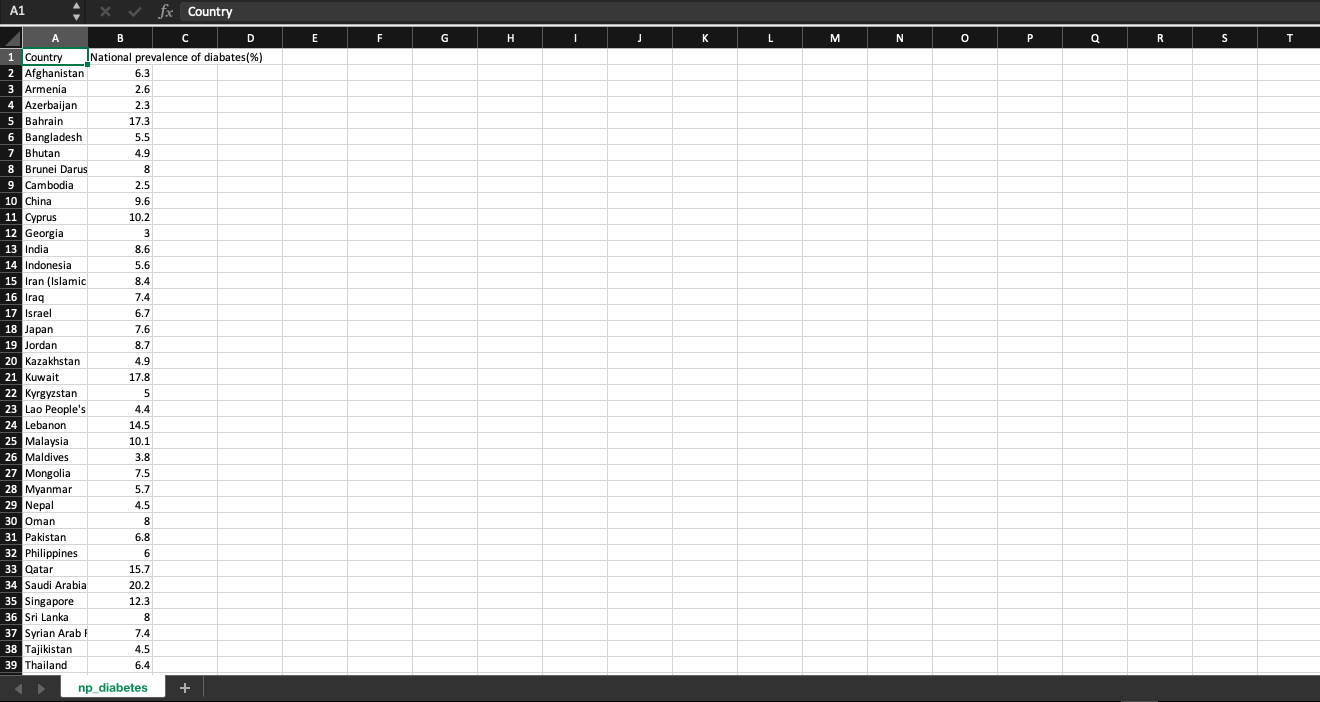 A1 fx Country
A B C D E F G H I J K L M N O P Q R S T
1 Country National prevalence of diabates(%)
2 Afghanistan 6.3
3 Armenia 2.6
4 Azerbaijan 2.3
5 Bahrain 17.3
6 Bangladesh 5.5
7 Bhutan 4.9
8 Brunei Darus 8
9 Cambodia 2.5
10 China 9.6
11 Cyprus 10.2
12 Georgia 3
13 India 8.6
14 Indonesia 5.6
15 Iran (Islamic 8.4
16 Iraq 7.4
17 Israel 6.7
18 Japan 7.6
19 Jordan 8.7
20 Kazakhstan 4.9
21 Kuwait 17.8
22 Kyrgyzstan 5
23 Lao People's 4.4
24 Lebanon 14.5
25 Malaysia 10.1
26 Maldives 3.8
27 Mongolia 7.5
28 Myanmar 5.7
29 Nepal 4.5
30 Oman 8
31 Pakistan 6.8
32 Philippines 6
33 Qatar 15.7
34 Saudi Arabia 20.2
35 Singapore 12.3
36 Sri Lanka 8
37 Syrian Arab 7.4
38 Tajikistan 4.5
39 Thailand 6.4
np_diabetes +